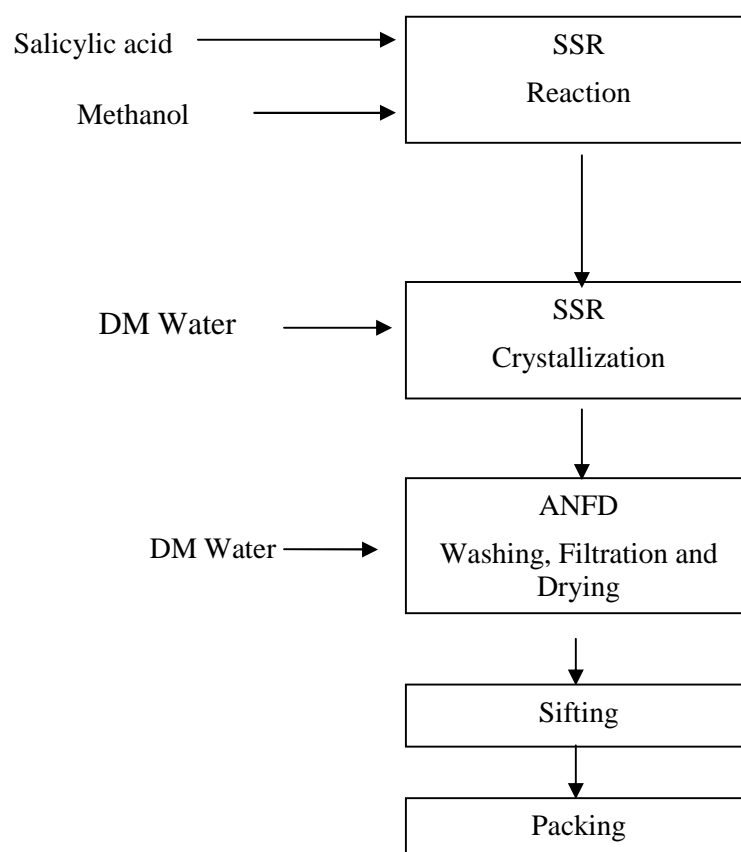 Salicylic acid
SSR
Reaction
Methanol
DM Water
SSR
Crystallization
DM Water
ANFD
Washing, Filtration and
Drying
Sifting
Packing